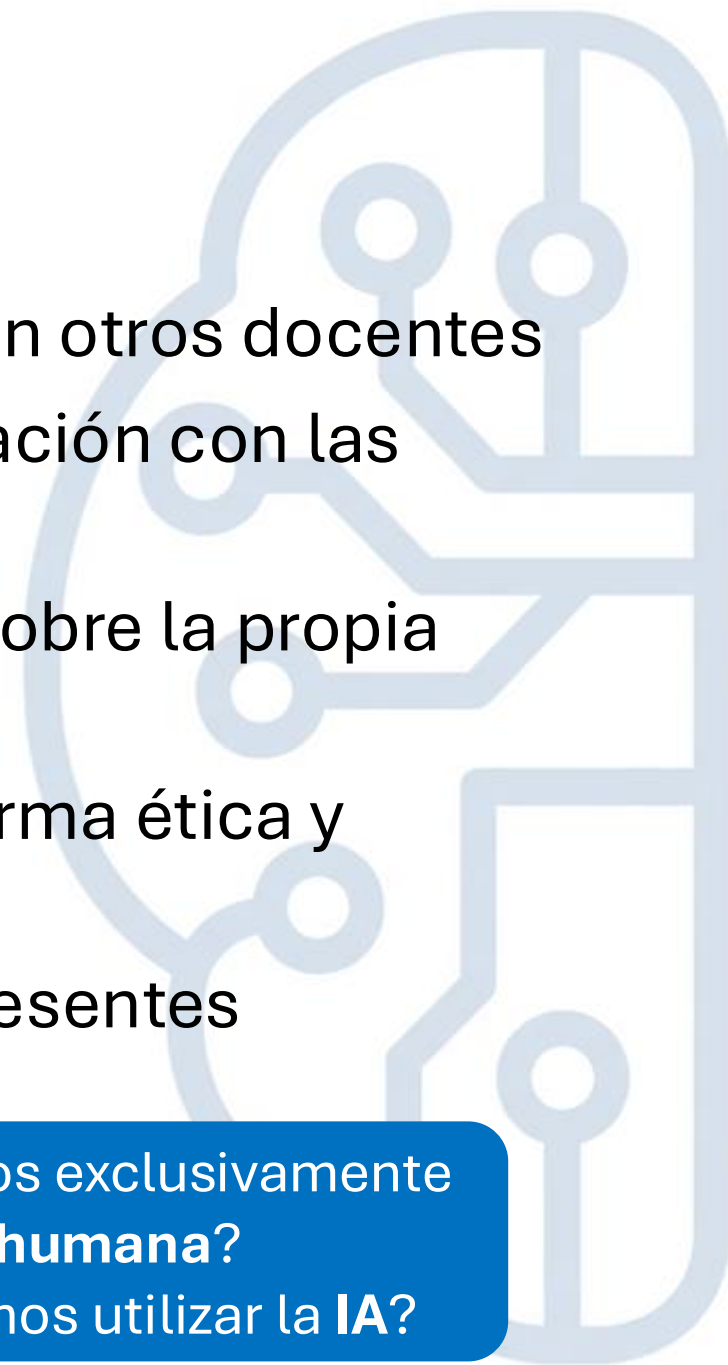 n otros docentes
ación con las
obre la propia
rma ética y
esentes
os exclusivamente
humana?
nos utilizar la IA?